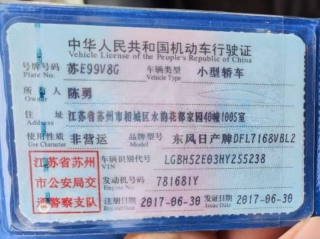 中华人民共和国机动车行驶证
Vehicle License of the People's Republic of China
号牌号码 苏E99V8G 车辆类型 小型轿车
Plate No. Vehicle Type
所有人 陈勇
Owner
住址 江苏省苏州市相城区水韵花都家园40幢1005室
Address
使用性质 非营运 品牌型号 东风日产牌DFL7168VBL2
Use Character Model
江苏省苏州市公安局交通警察支队
车辆识别代号 LGBH52E03HY255238
VIN
发动机号码 781681Y
Engine No.
注册日期 2017-06-30 发证日期 2017-06-30
Register Date Issue Date